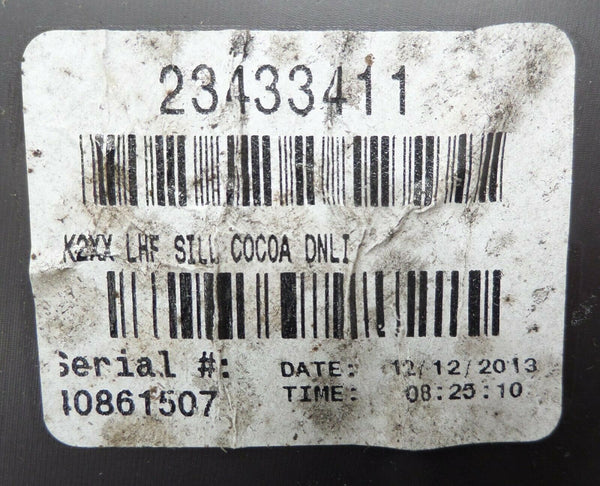 23433411
K2XX LHF SILL COCOA DNLI
Serial #: DATE: 12/12/2013
10861507 TIME: 08:25:10